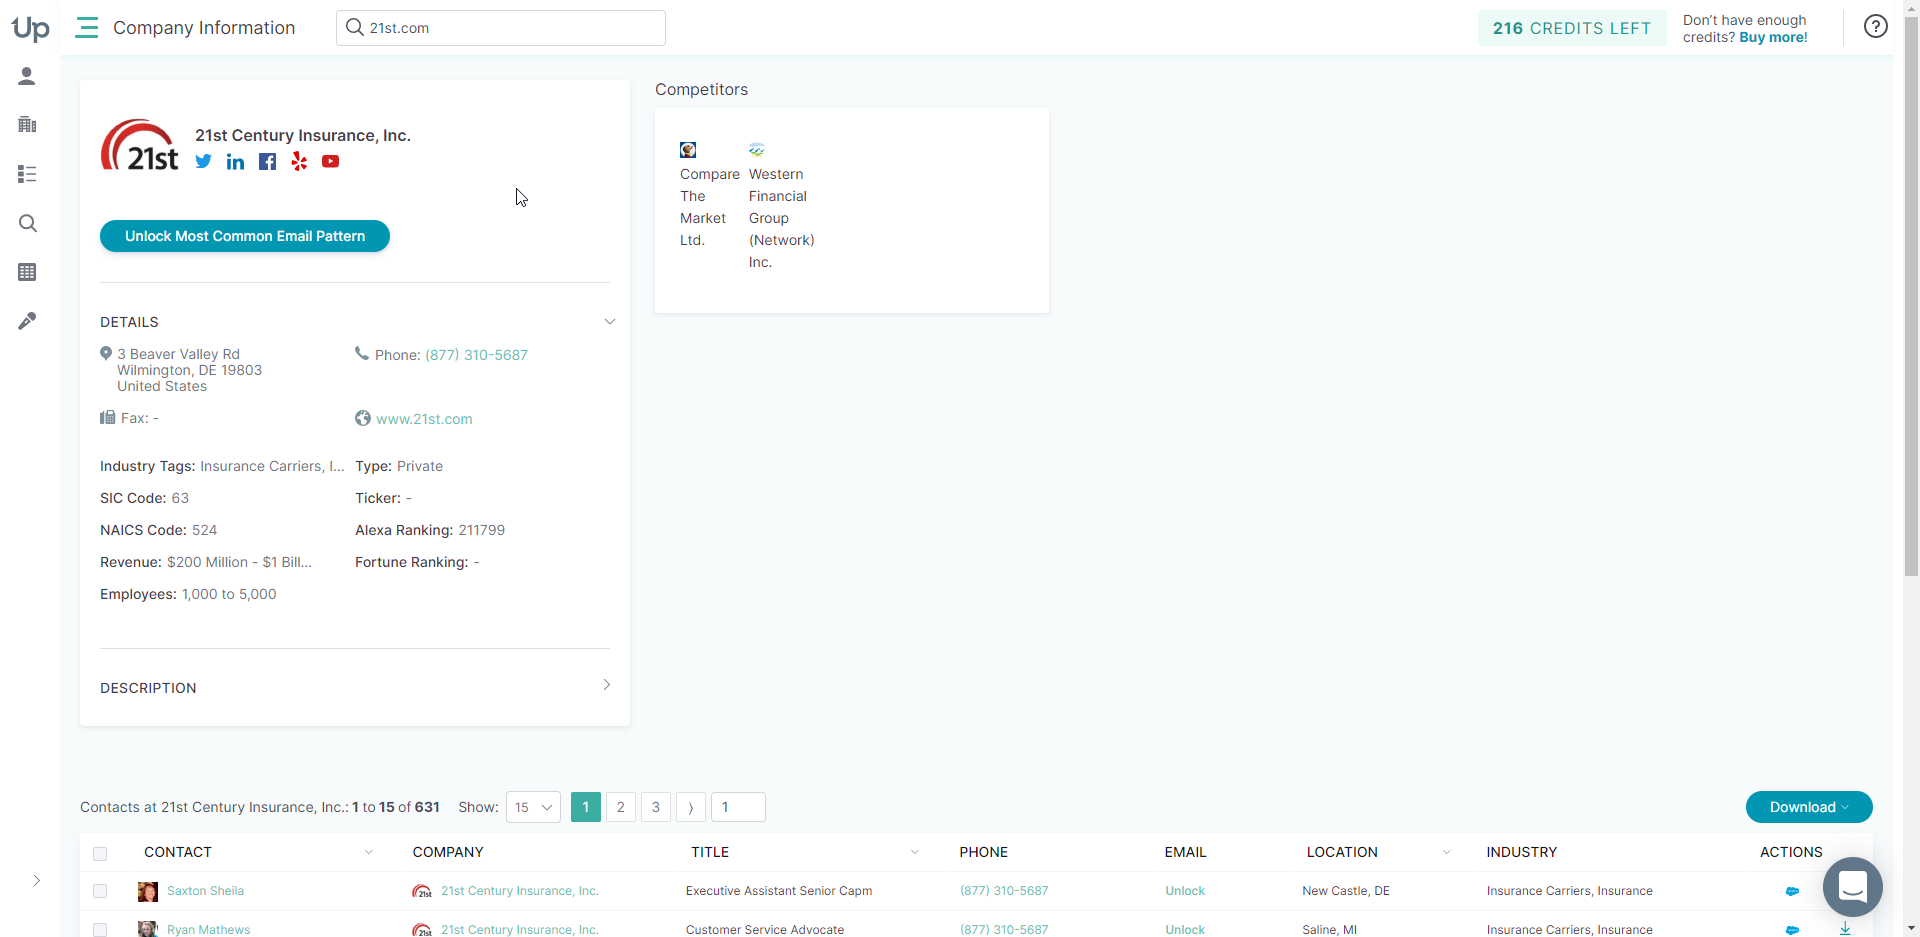 Up
Company Information
21st.com
216 CREDITS LEFT
Don't have enough
credits? Buy more!
21st
21st Century Insurance, Inc.
Unlock Most Common Email Pattern
DETAILS
3 Beaver Valley Rd
Wilmington, DE 19803
United States
Phone: (877) 310-5687
Fax: -
www.21st.com
Industry Tags: Insurance Carriers, I...
Type: Private
SIC Code: 63
Ticker: -
NAICS Code: 524
Alexa Ranking: 211799
Revenue: $200 Million - $1 Bill...
Fortune Ranking: -
Employees: 1,000 to 5,000
DESCRIPTION
Competitors
Compare
The
Market
Ltd.
Western
Financial
Group
(Network)
Inc.
Contacts at 21st Century Insurance, Inc.: 1 to 15 of 631 Show: 15 1 2 3 ⟩ 1
Download
CONTACT COMPANY TITLE PHONE EMAIL LOCATION INDUSTRY ACTIONS
Saxton Sheila 21st 21st Century Insurance, Inc. Executive Assistant Senior Capm (877) 310-5687 Unlock New Castle, DE Insurance Carriers, Insurance
Ryan Mathews 21st 21st Century Insurance, Inc. Customer Service Advocate (877) 310-5687 Unlock Saline, MI Insurance Carriers, Insurance